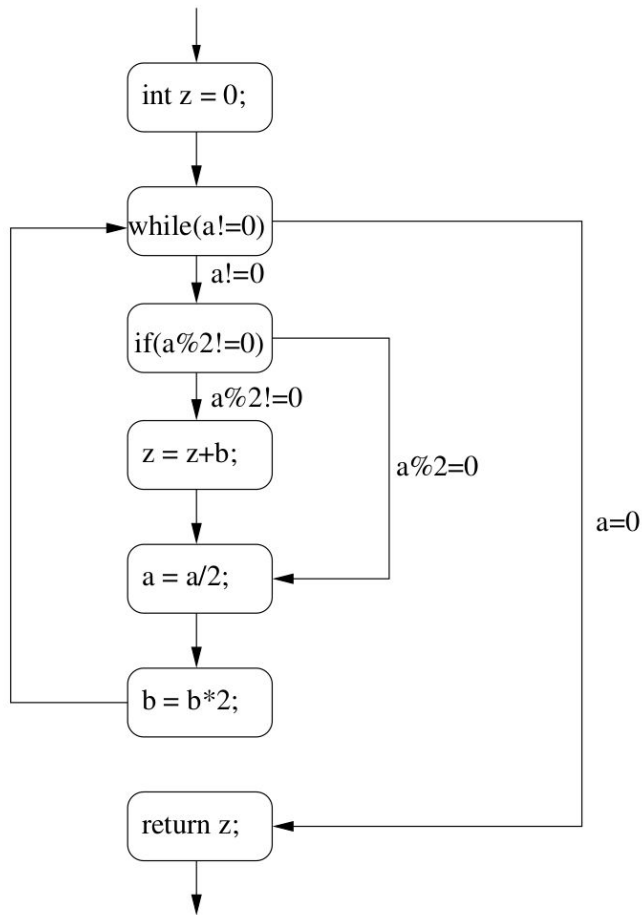 int z = 0;
while(a!=0)
a!=0
if(a%2!=0)
a%2!=0
z = z+b;
a%2=0
a=0
a = a/2;
b = b*2;
return z;